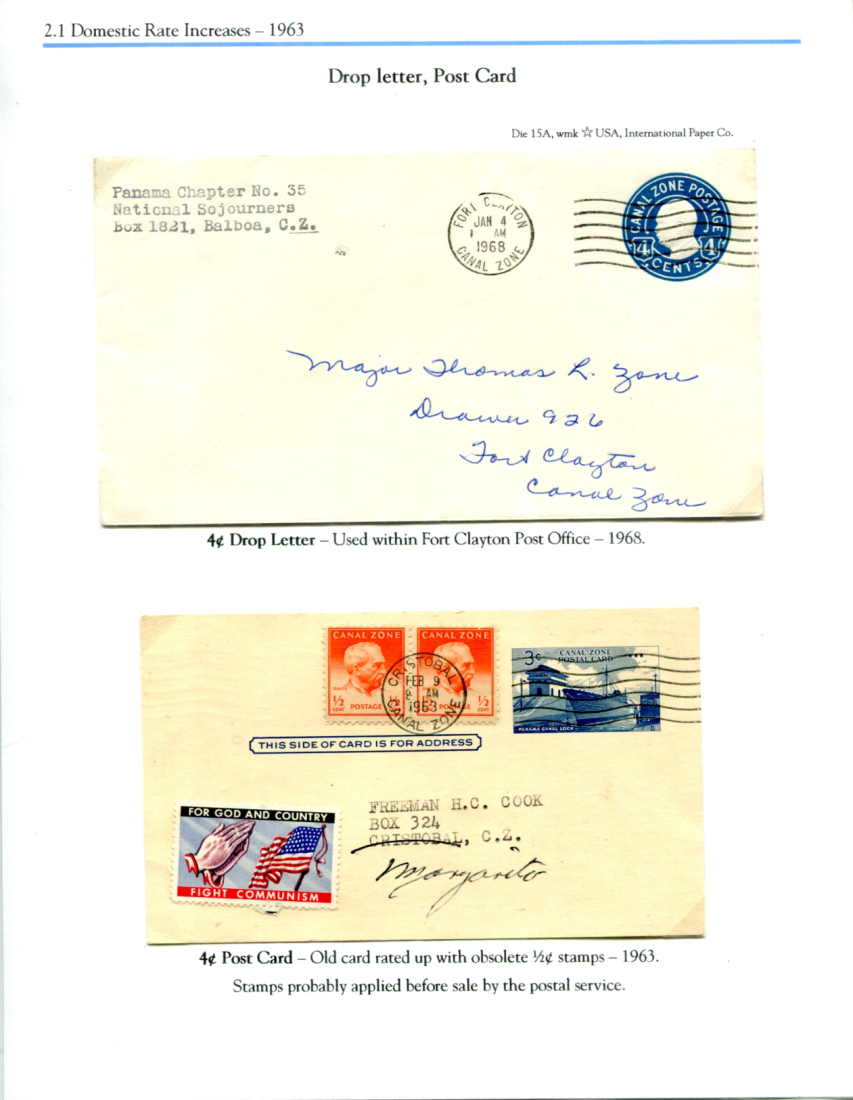 2.1 Domestic Rate Increases – 1963
Drop letter, Post Card
Die 15A, wmk ☆ USA, International Paper Co.
Panama Chapter No. 35
National Sojourners
Box 1821, Balboa, C.Z.
FORT CLAYTON
JAN 4
AM
1968
CANAL ZONE
CANAL ZONE POSTAGE
4 4
CENTS
Major Thomas R. Zone
Drawer 926
Fort Clayton
Canal Zone
4¢ Drop Letter – Used within Fort Clayton Post Office – 1968.
CANAL ZONE CANAL ZONE
½ CENT POSTAGE
½ CENT
CRISTOBAL
FEB 9
AM
1963
CANAL ZONE
3¢ CANAL ZONE
POSTAL CARD
PANAMA CANAL LOCK
THIS SIDE OF CARD IS FOR ADDRESS
FOR GOD AND COUNTRY
FIGHT COMMUNISM
FREEMAN H.C. COOK
BOX 324
CRISTOBAL, C.Z.
Margarito
4¢ Post Card – Old card rated up with obsolete ½¢ stamps – 1963.
Stamps probably applied before sale by the postal service.